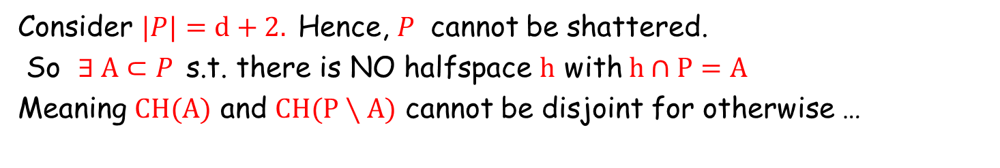 Consider |P| = d + 2. Hence, P cannot be shattered.
So ∃ A ⊂ P s.t. there is NO halfspace h with h ∩ P = A
Meaning CH(A) and CH(P \ A) cannot be disjoint for otherwise …